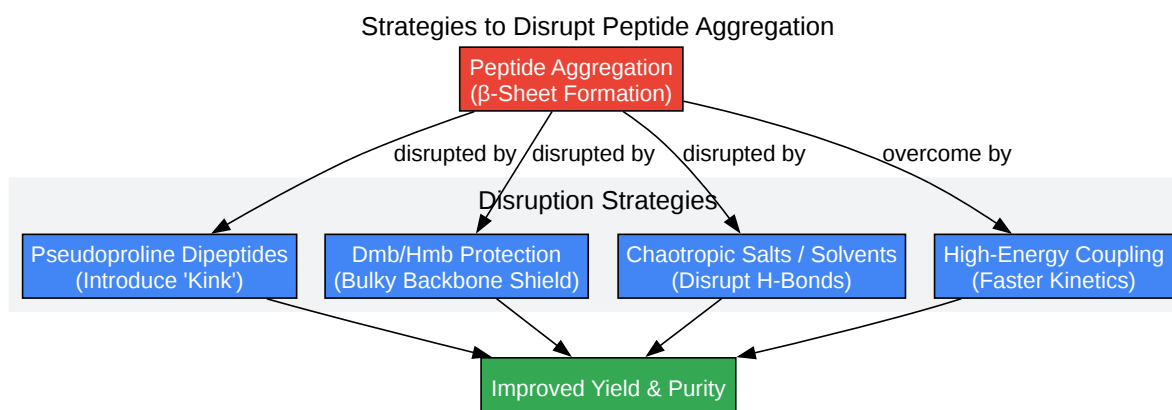 Strategies to Disrupt Peptide Aggregation
Peptide Aggregation
(β-Sheet Formation)
disrupted by
disrupted by
disrupted by
overcome by
Disruption Strategies
Pseudoproline Dipeptides
(Introduce 'Kink')
Dmb/Hmb Protection
(Bulky Backbone Shield)
Chaotropic Salts / Solvents
(Disrupt H-Bonds)
High-Energy Coupling
(Faster Kinetics)
Improved Yield & Purity